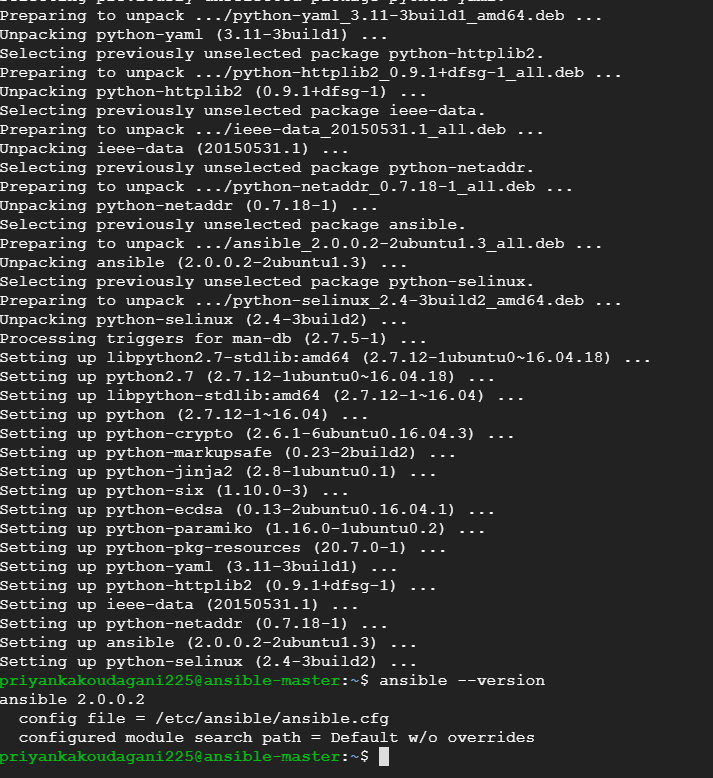 Selecting previously unselected package python-yaml.
Preparing to unpack .../python-yaml_3.11-3build1_amd64.deb ...
Unpacking python-yaml (3.11-3build1) ...
Selecting previously unselected package python-httplib2.
Preparing to unpack .../python-httplib2_0.9.1+dfsg-1_all.deb ...
Unpacking python-httplib2 (0.9.1+dfsg-1) ...
Selecting previously unselected package ieee-data.
Preparing to unpack .../ieee-data_20150531.1_all.deb ...
Unpacking ieee-data (20150531.1) ...
Selecting previously unselected package python-netaddr.
Preparing to unpack .../python-netaddr_0.7.18-1_all.deb ...
Unpacking python-netaddr (0.7.18-1) ...
Selecting previously unselected package ansible.
Preparing to unpack .../ansible_2.0.0.2-2ubuntu1.3_all.deb ...
Unpacking ansible (2.0.0.2-2ubuntu1.3) ...
Selecting previously unselected package python-selinux.
Preparing to unpack .../python-selinux_2.4-3build2_amd64.deb ...
Unpacking python-selinux (2.4-3build2) ...
Processing triggers for man-db (2.7.5-1) ...
Setting up libpython2.7-stdlib:amd64 (2.7.12-1ubuntu0~16.04.18) ...
Setting up python2.7 (2.7.12-1ubuntu0~16.04.18) ...
Setting up libpython-stdlib:amd64 (2.7.12-1~16.04) ...
Setting up python (2.7.12-1~16.04) ...
Setting up python-crypto (2.6.1-6ubuntu0.16.04.3) ...
Setting up python-markupsafe (0.23-2build2) ...
Setting up python-jinja2 (2.8-1ubuntu0.1) ...
Setting up python-six (1.10.0-3) ...
Setting up python-ecdsa (0.13-2ubuntu0.16.04.1) ...
Setting up python-paramiko (1.16.0-1ubuntu0.2) ...
Setting up python-pkg-resources (20.7.0-1) ...
Setting up python-yaml (3.11-3build1) ...
Setting up python-httplib2 (0.9.1+dfsg-1) ...
Setting up ieee-data (20150531.1) ...
Setting up python-netaddr (0.7.18-1) ...
Setting up ansible (2.0.0.2-2ubuntu1.3) ...
Setting up python-selinux (2.4-3build2) ...
priyankakoudagani225@ansible-master:~$ ansible --version
ansible 2.0.0.2
  config file = /etc/ansible/ansible.cfg
  configured module search path = Default w/o overrides
priyankakoudagani225@ansible-master:~$